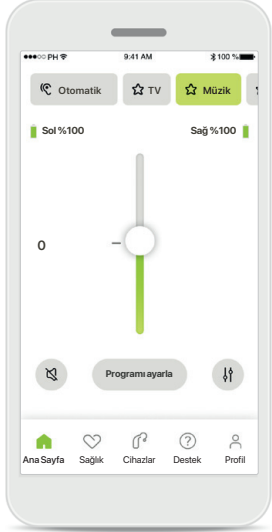 PH 9:41 AM 100 %
Otomatik TV Müzik
Sol %100 Sağ %100
0
Programı ayarla
Ana Sayfa Sağlık Cihazlar Destek Profil